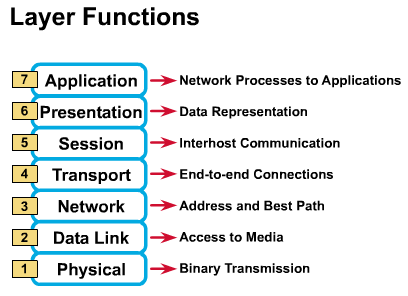 Layer Functions
7 Application Network Processes to Applications
6 Presentation Data Representation
5 Session Interhost Communication
4 Transport End-to-end Connections
3 Network Address and Best Path
2 Data Link Access to Media
1 Physical Binary Transmission